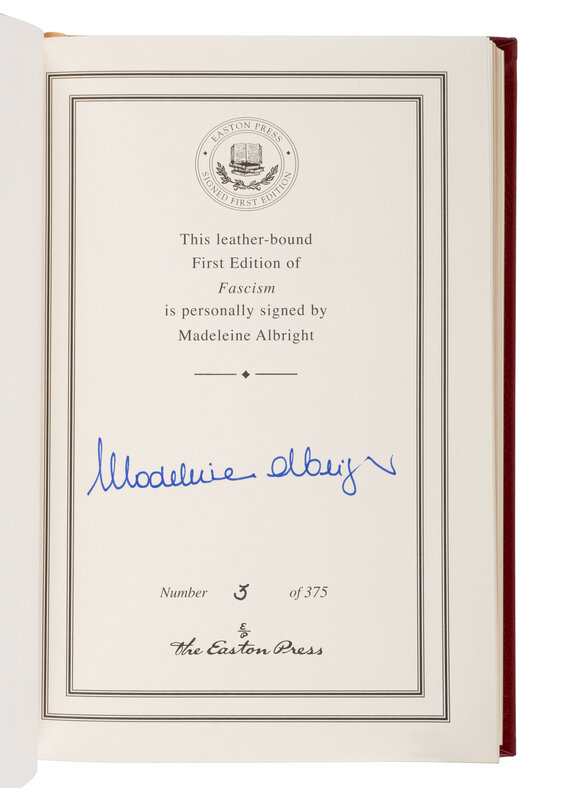 EASTON PRESS
SIGNED FIRST EDITION
This leather-bound
First Edition of
Fascism
is personally signed by
Madeleine Albright
Madeleine Albright
Number 3 of 375
E/P
The Easton Press